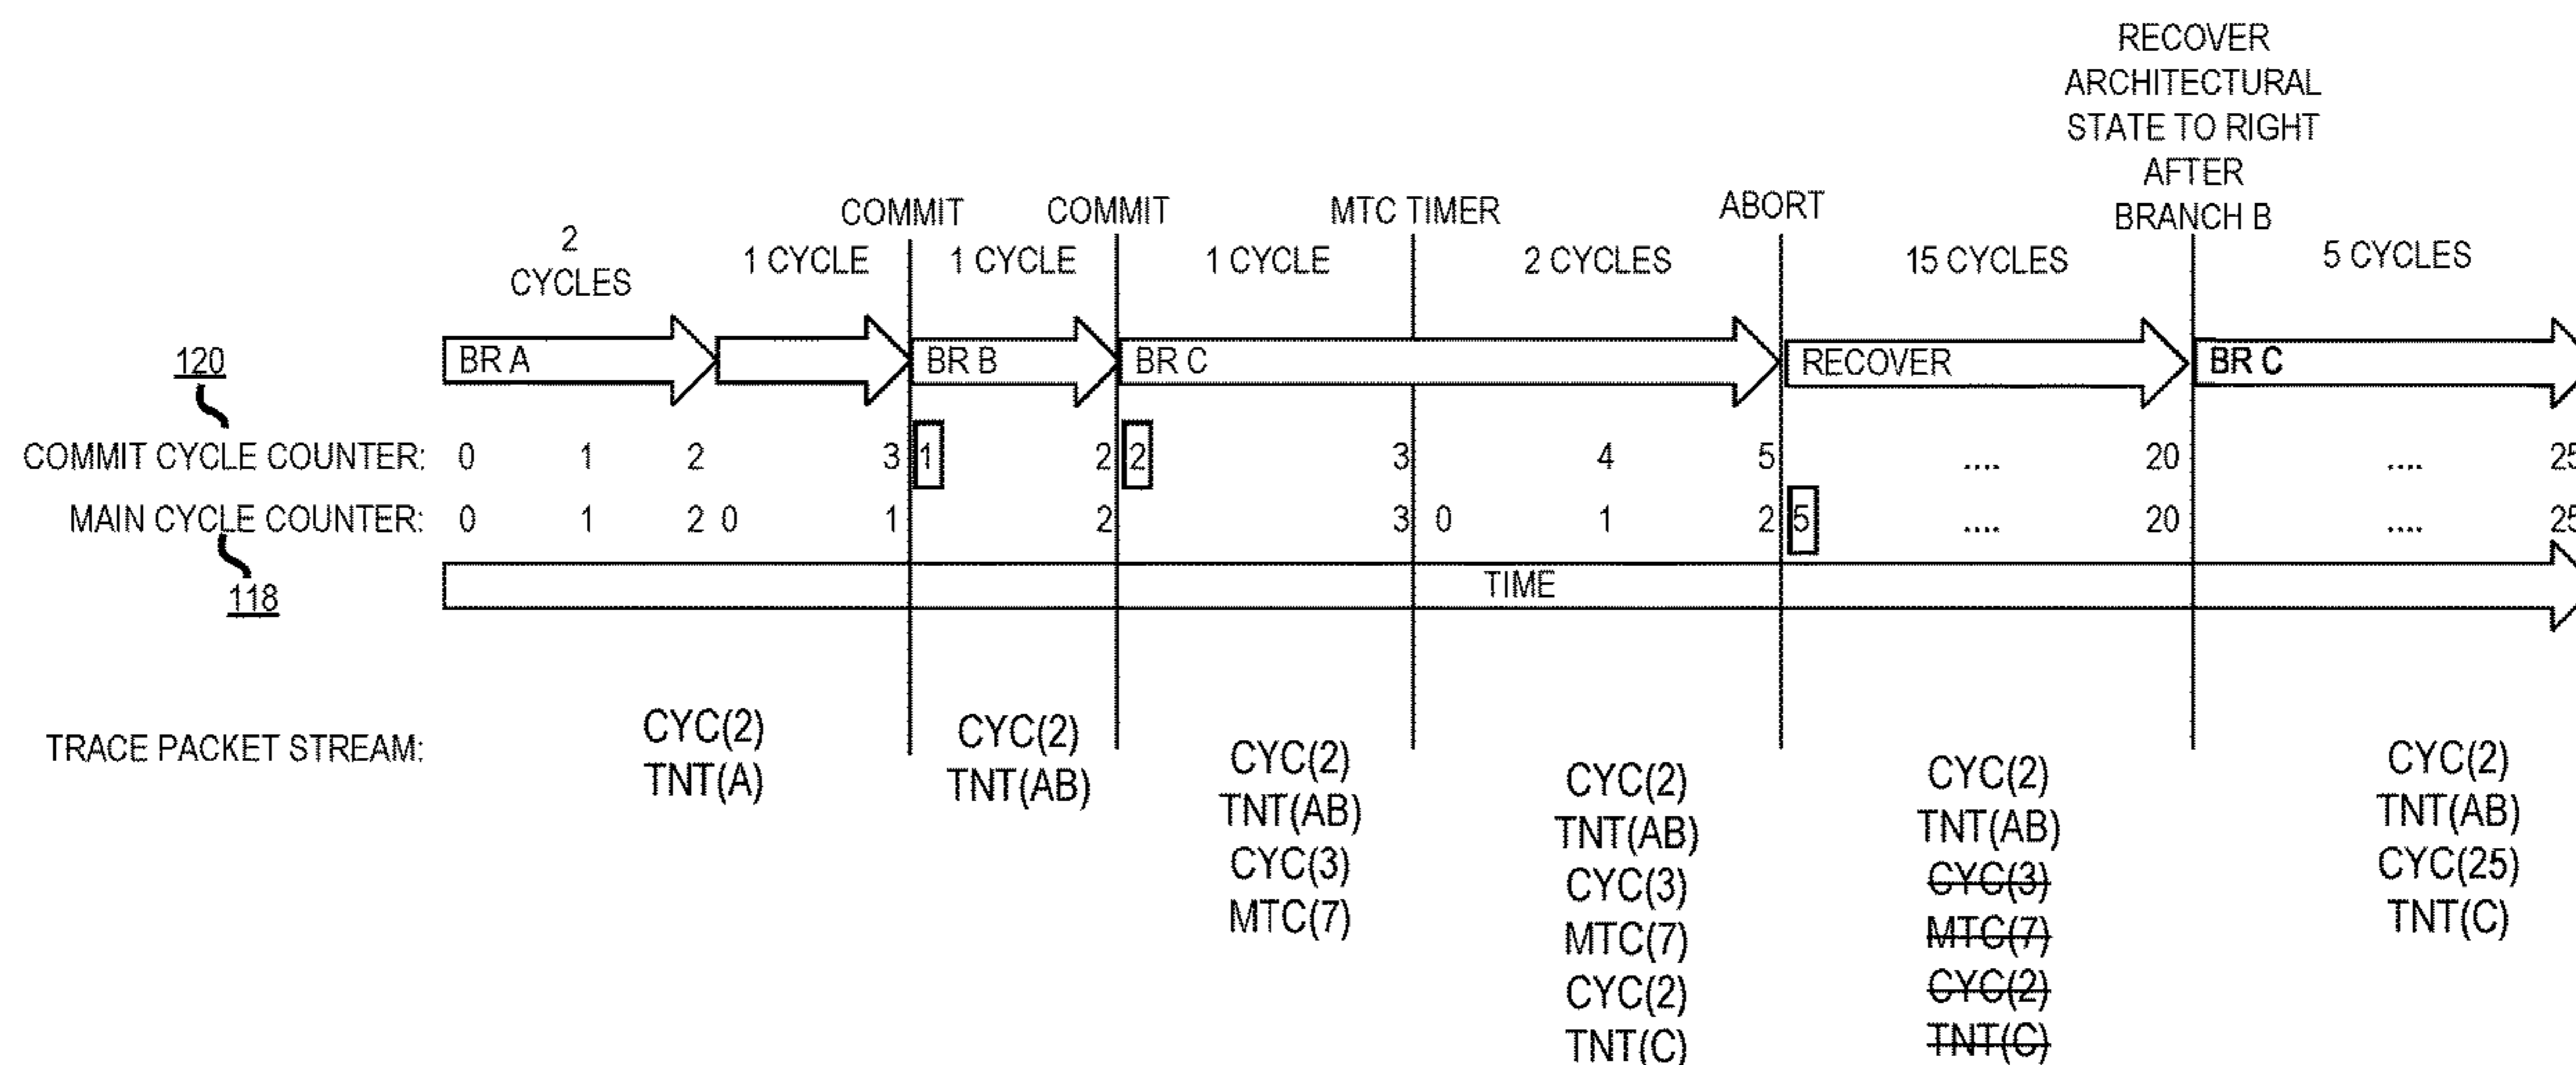 RECOVER
ARCHITECTURAL
STATE TO RIGHT
AFTER
BRANCH B
COMMIT COMMIT MTC TIMER ABORT
2
CYCLES
1 CYCLE 1 CYCLE 1 CYCLE 2 CYCLES 15 CYCLES 5 CYCLES
BR A BR B BR C RECOVER BR C
120
COMMIT CYCLE COUNTER: 0 1 2 3 1 2 2 3 4 5 .... 20 .... 25
MAIN CYCLE COUNTER: 0 1 2 0 1 2 3 0 1 2 5 .... 20 .... 25
118
TIME
TRACE PACKET STREAM:
CYC(2)
TNT(A)
CYC(2)
TNT(AB)
CYC(2)
TNT(AB)
CYC(3)
MTC(7)
CYC(2)
TNT(AB)
CYC(3)
MTC(7)
CYC(2)
TNT(C)
CYC(2)
TNT(AB)
CYC(3)
MTC(7)
CYC(2)
TNT(C)
CYC(2)
TNT(AB)
CYC(25)
TNT(C)